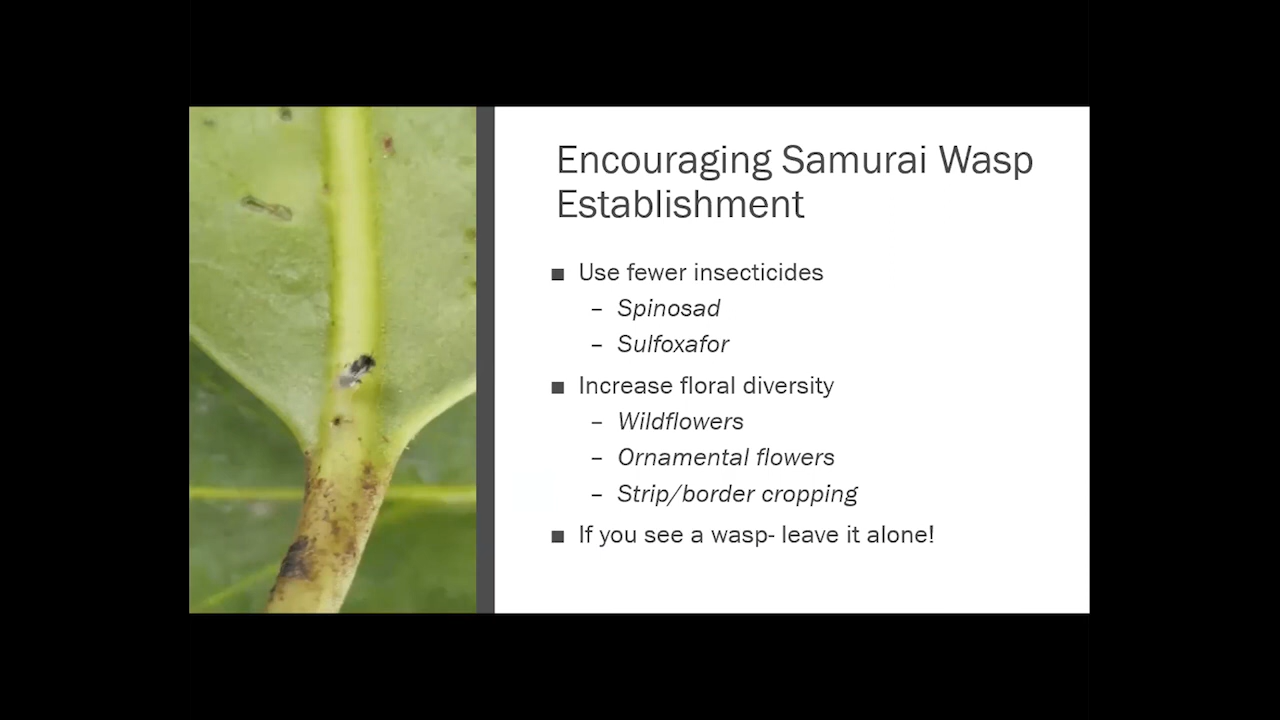 Encouraging Samurai Wasp
Establishment
■ Use fewer insecticides
– Spinosad
– Sulfoxafor
■ Increase floral diversity
– Wildflowers
– Ornamental flowers
– Strip/border cropping
■ If you see a wasp- leave it alone!